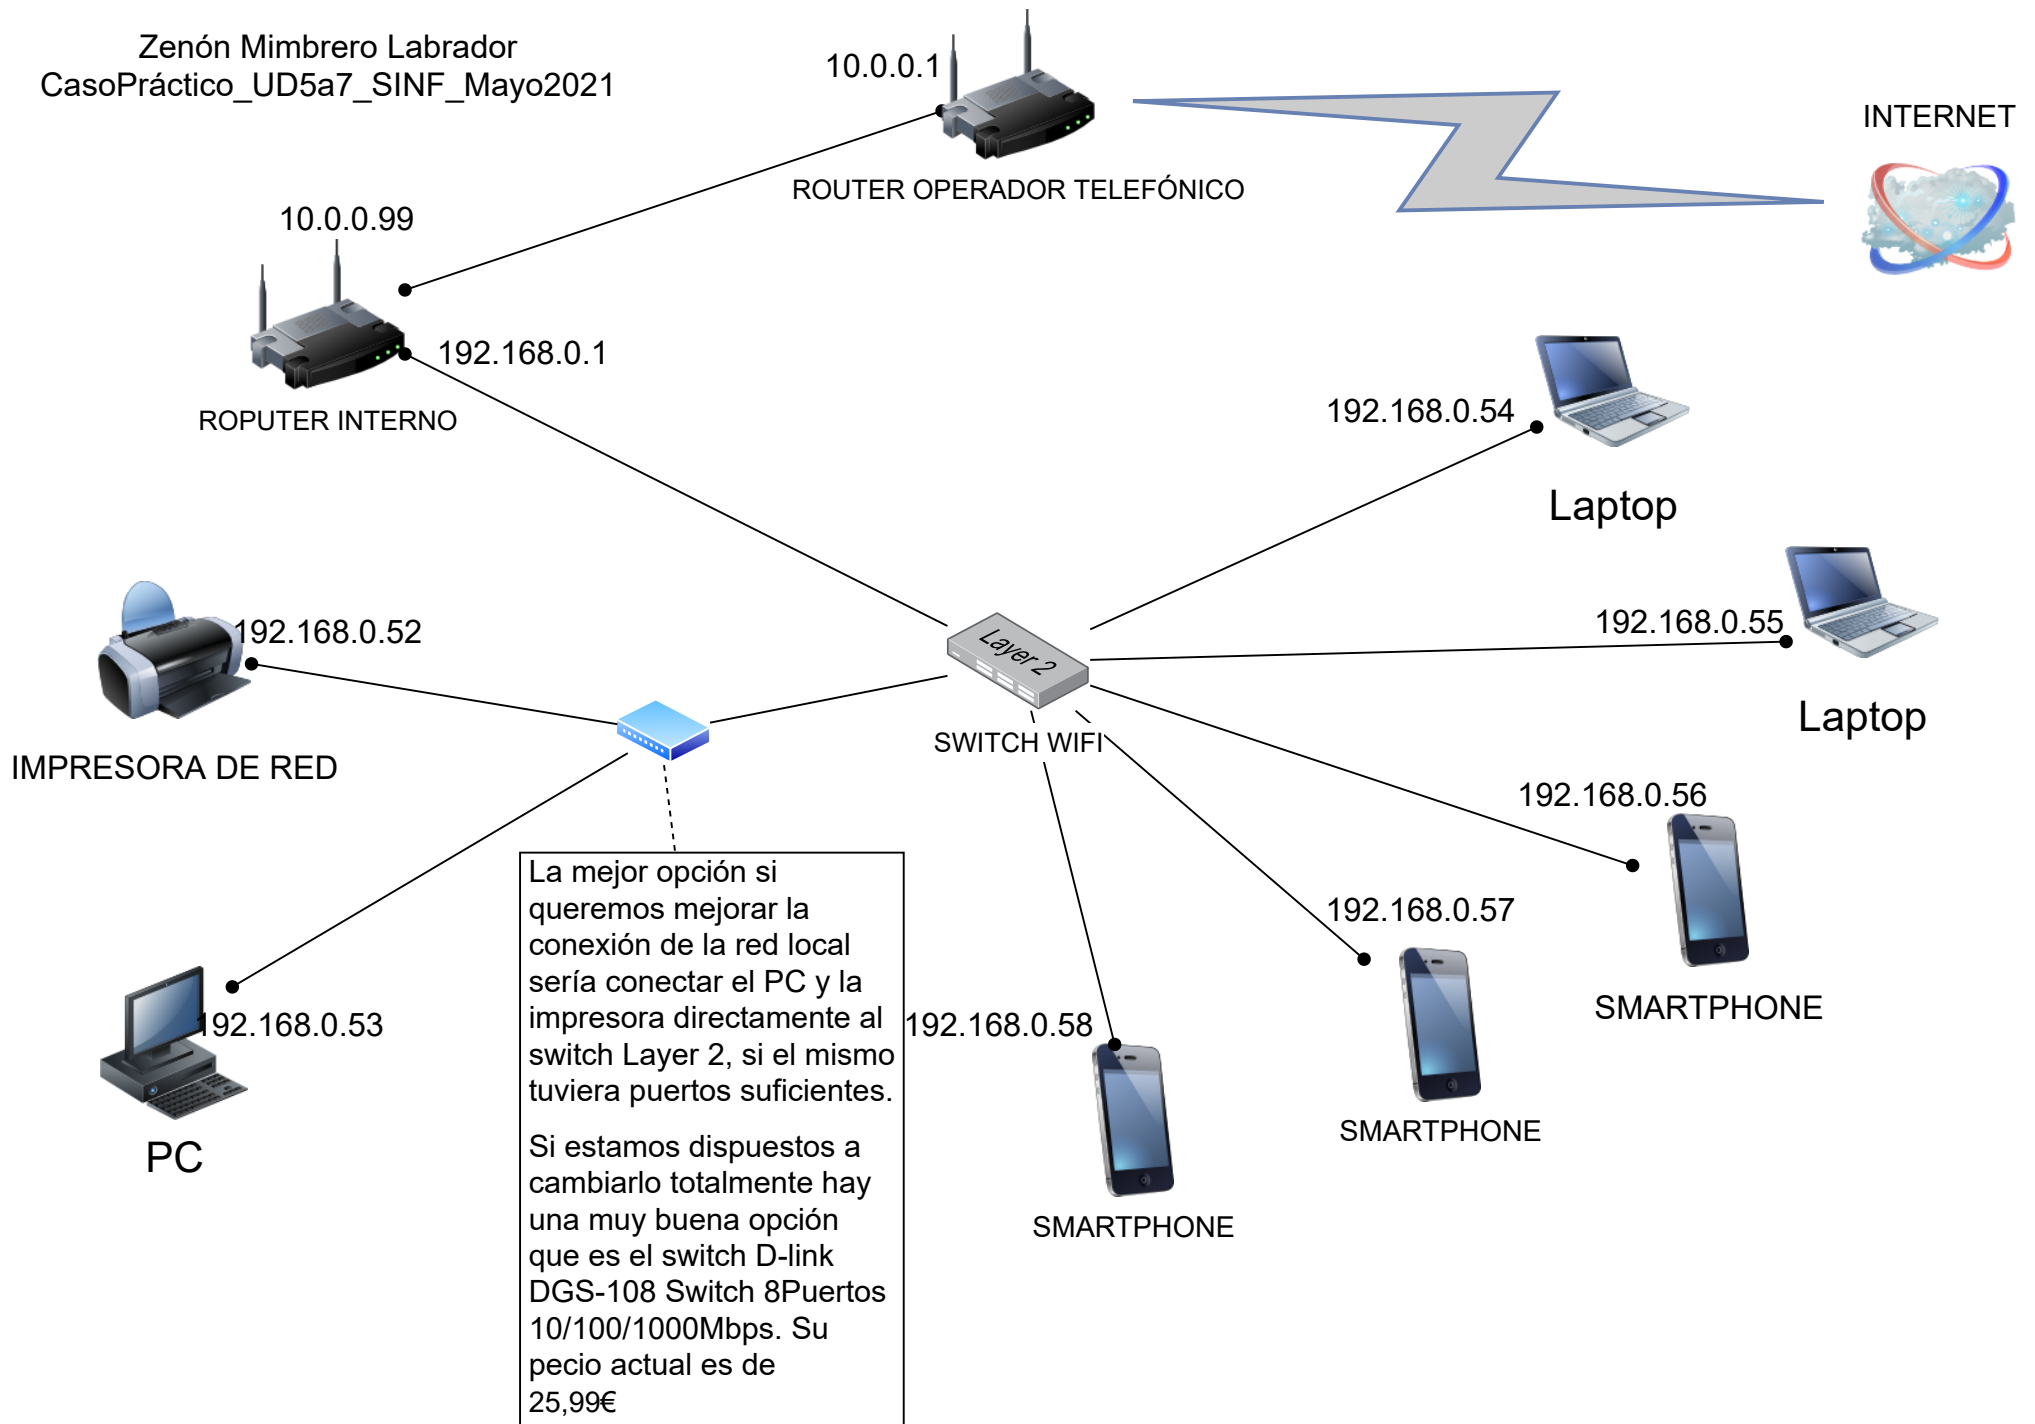 Zenón Mimbrero Labrador
CasoPráctico_UD5a7_SINF_Mayo2021
10.0.0.1
INTERNET
ROUTER OPERADOR TELEFÓNICO
10.0.0.99
192.168.0.1
ROPUTER INTERNO
192.168.0.54
Laptop
192.168.0.52
192.168.0.55
Layer 2
Laptop
SWITCH WIFI
IMPRESORA DE RED
192.168.0.56
192.168.0.57
SMARTPHONE
192.168.0.53
192.168.0.58
SMARTPHONE
PC
SMARTPHONE
La mejor opción si
queremos mejorar la
conexión de la red local
sería conectar el PC y la
impresora directamente al
switch Layer 2, si el mismo
tuviera puertos suficientes.
Si estamos dispuestos a
cambiarlo totalmente hay
una muy buena opción
que es el switch D-link
DGS-108 Switch 8Puertos
10/100/1000Mbps. Su
pecio actual es de
25,99€